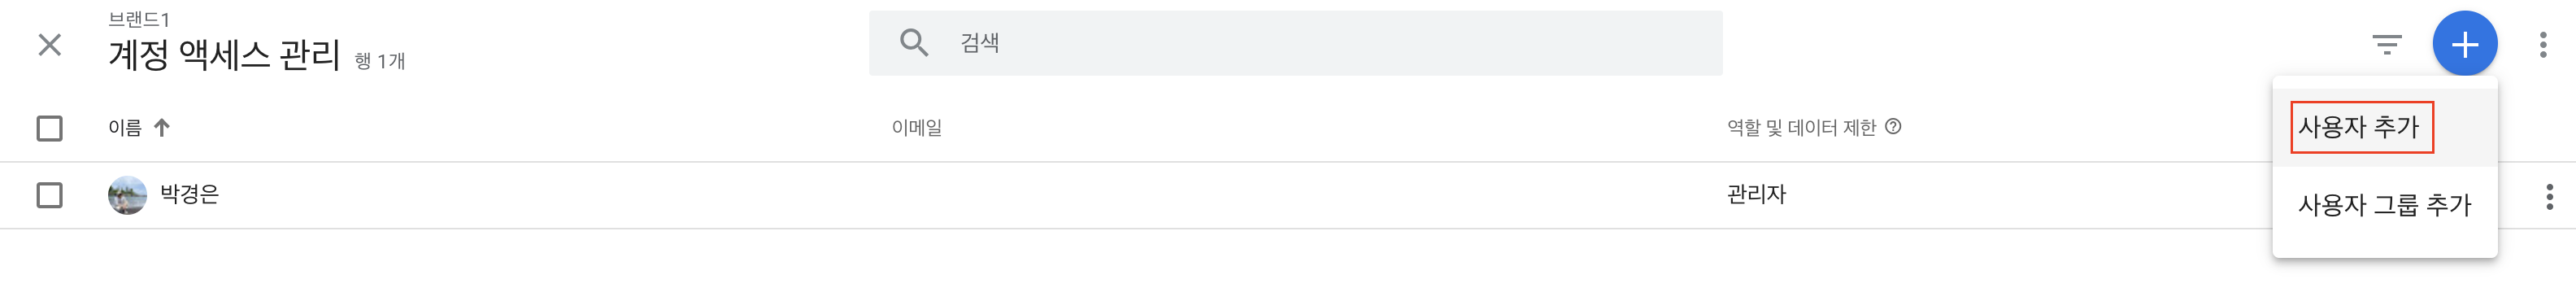 브랜드1
계정 액세스 관리 행 1개
검색
이름 이메일 역할 및 데이터 제한
박경은 관리자
사용자 추가
사용자 그룹 추가